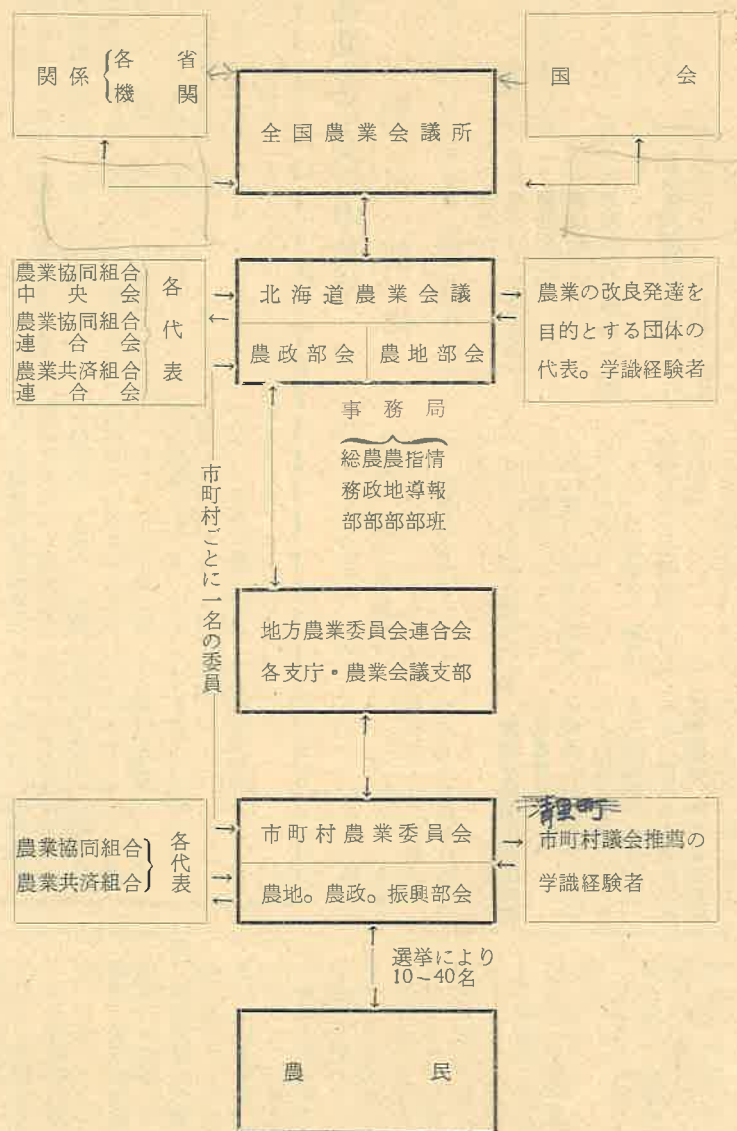 関係
各省
機関
国会
全国農業会議所
農業協同組合
中央会
農業協同組合
連合会
農業共済組合
連合会
各代表
北海道農業会議
農政部会
農地部会
農業の改良発達を
目的とする団体の
代表。学識経験者
事務局
総農農指情
務政地導報
部部部部班
市町村ごとに一名の委員
地方農業委員会連合会
各支庁・農業会議支部
農業協同組合
農業共済組合
各代表
市町村農業委員会
農地。農政。振興部会
清里町
市町村議会推薦の
学識経験者
選挙により
10~40名
農民